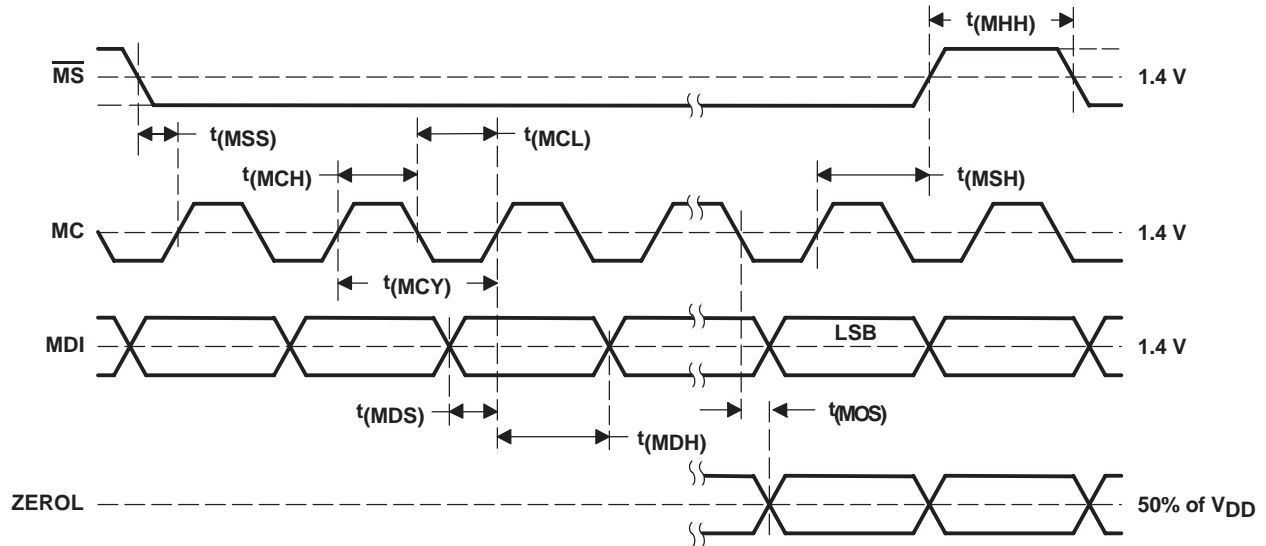 t(MHH)
MS
1.4 V
t(MSS)
t(MCL)
t(MCH)
t(MSH)
MC
1.4 V
t(MCY)
LSB
MDI
1.4 V
t(MDS)
t(MOS)
t(MDH)
ZEROL
50% of VDD